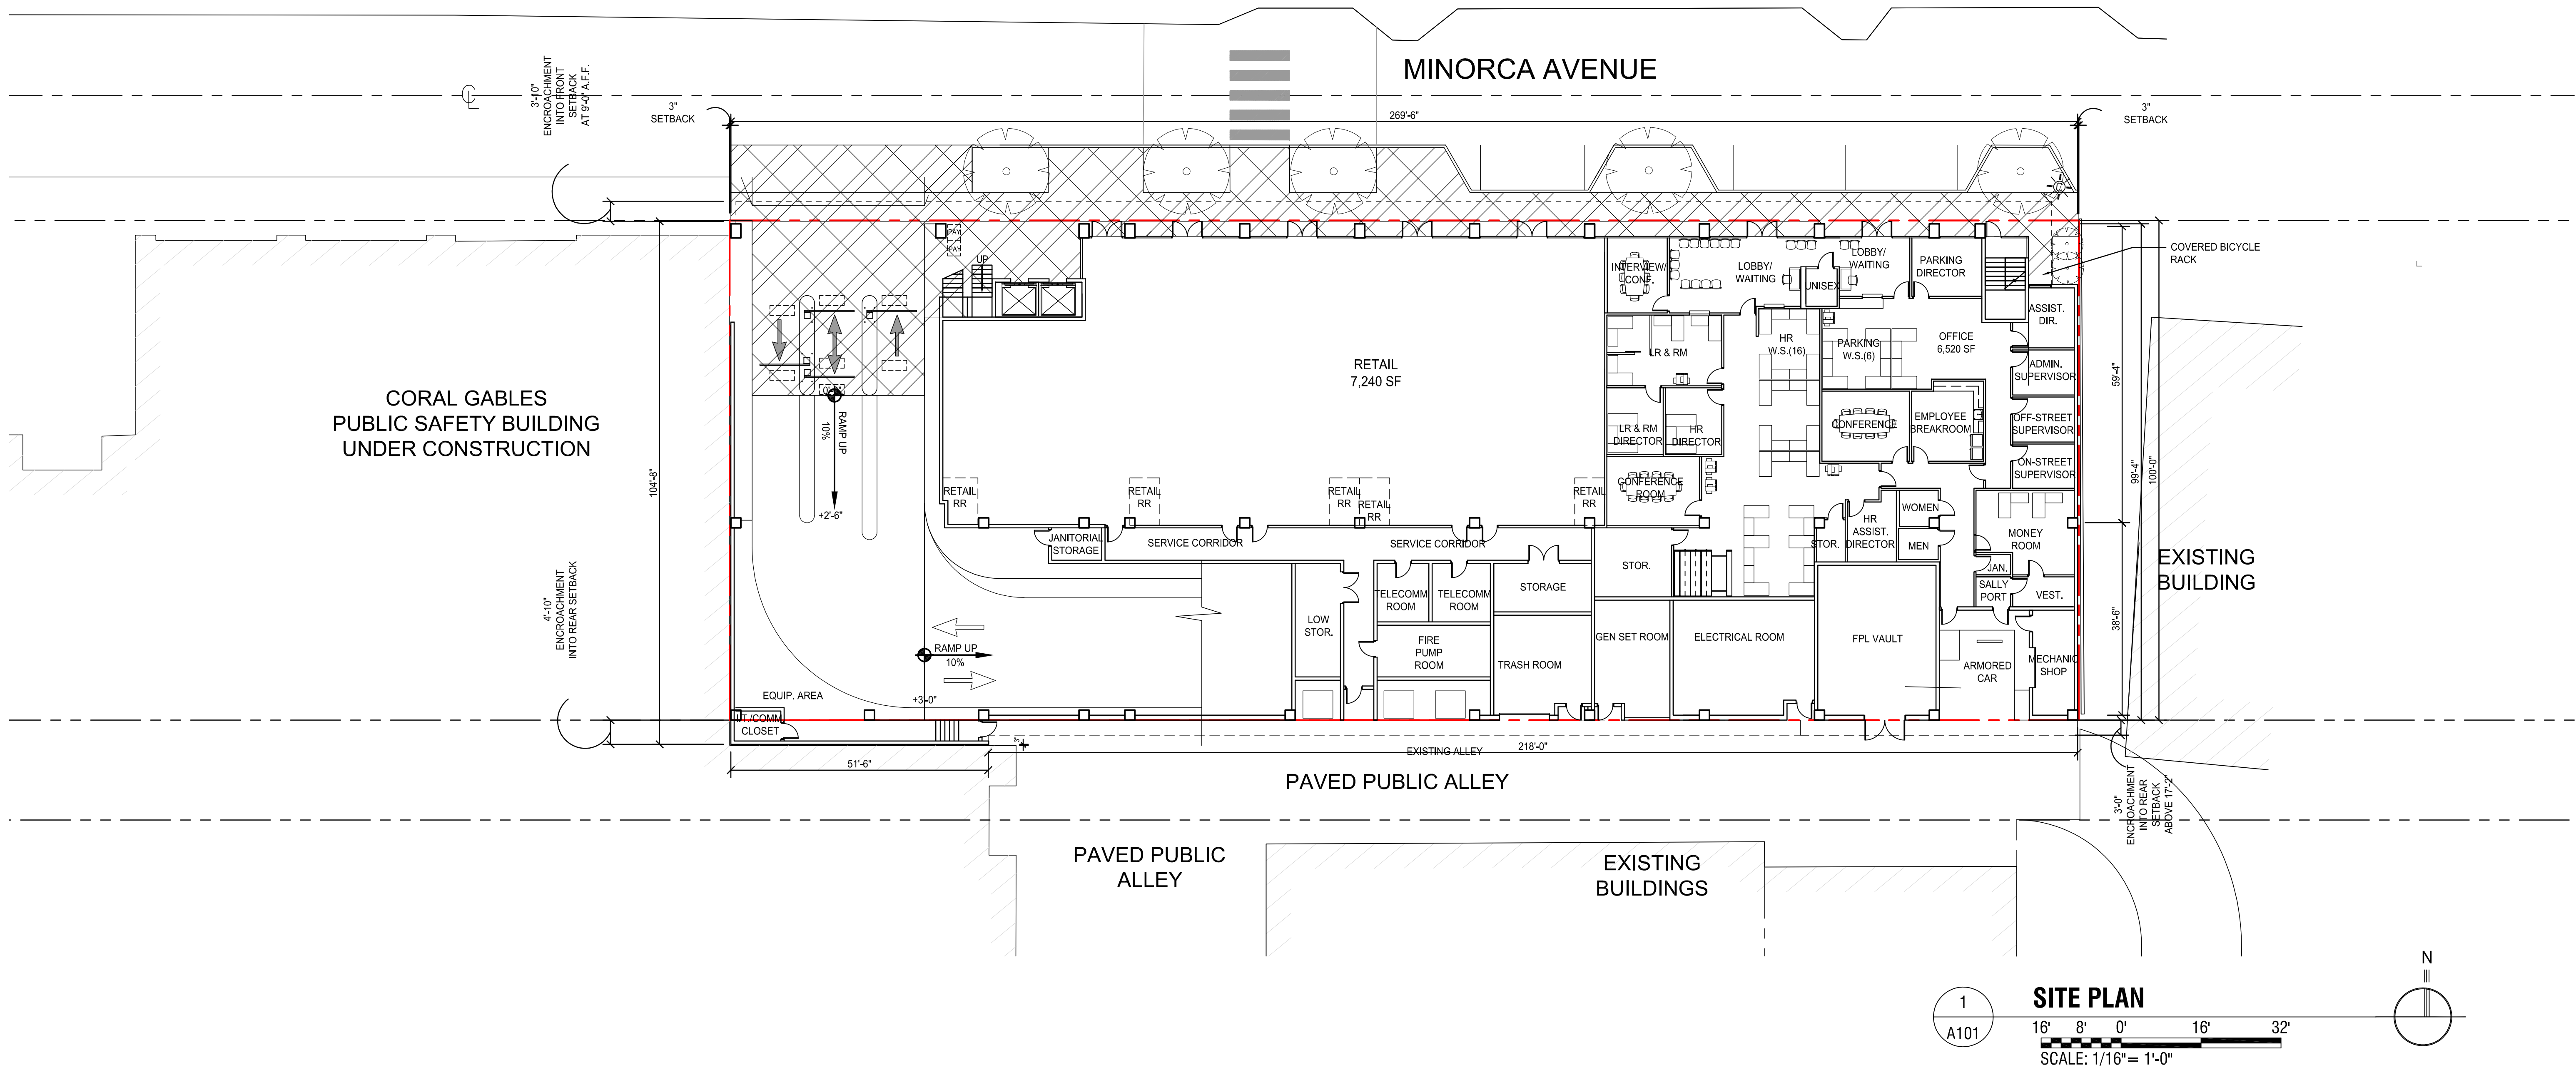 MINORCA AVENUE
3'-10"
ENCROACHMENT
INTO FRONT
SETBACK
AT 9'-0" A.F.F.
3"
SETBACK
269'-6"
3"
SETBACK
COVERED BICYCLE
RACK
PAY
PAY
UP
INTERVIEW/
CONF.
LOBBY/
WAITING
UNISEX
LOBBY/
WAITING
PARKING
DIRECTOR
ASSIST.
DIR.
OFFICE
6,520 SF
HR
W.S.(16)
PARKING
W.S.(6)
LR & RM
RETAIL
7,240 SF
ADMIN.
SUPERVISOR
CORAL GABLES
PUBLIC SAFETY BUILDING
UNDER CONSTRUCTION
RAMP UP
10%
+2'-6"
LR & RM
DIRECTOR
HR
DIRECTOR
CONFERENCE
EMPLOYEE
BREAKROOM
OFF-STREET
SUPERVISOR
ON-STREET
SUPERVISOR
59'-4"
99'-4"
100'-0"
104'-8"
RETAIL
RR
RETAIL
RR
RETAIL
RR
RETAIL
RR
RETAIL
RR
CONFERENCE
ROOM
WOMEN
MEN
HR
ASSIST.
DIRECTOR
STOR.
MONEY
ROOM
JANITORIAL
STORAGE
SERVICE CORRIDOR
SERVICE CORRIDOR
STOR.
JAN.
SALLY
PORT
VEST.
EXISTING
BUILDING
STORAGE
TELECOMM
ROOM
TELECOMM
ROOM
LOW
STOR.
FIRE
PUMP
ROOM
TRASH ROOM
GEN SET ROOM
ELECTRICAL ROOM
FPL VAULT
ARMORED
CAR
MECHANIC
SHOP
38'-6"
4'-10"
ENCROACHMENT
INTO REAR SETBACK
RAMP UP
10%
EQUIP. AREA
+3'-0"
I.T./COMM
CLOSET
3"
EXISTING ALLEY
218'-0"
51'-6"
PAVED PUBLIC ALLEY
3'-0"
ENCROACHMENT
INTO REAR
SETBACK
ABOVE 17'-2"
PAVED PUBLIC
ALLEY
EXISTING
BUILDINGS
N
1
A101
SITE PLAN
16' 8' 0' 16' 32'
SCALE: 1/16"= 1'-0"